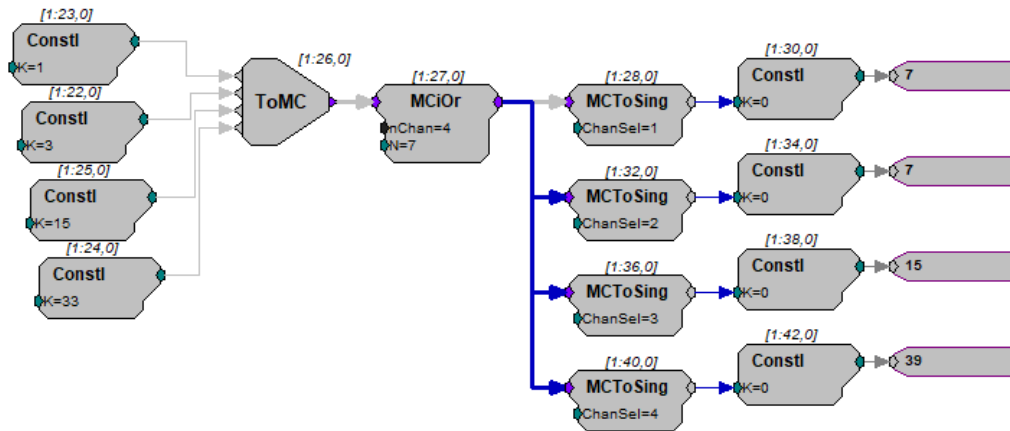 [1:23,0]
ConstI
K=1
[1:22,0]
ConstI
K=3
[1:25,0]
ConstI
K=15
[1:24,0]
ConstI
K=33
[1:26,0]
ToMC
[1:27,0]
MCiOr
nChan=4
N=7
[1:28,0]
MCToSing
ChanSel=1
[1:30,0]
ConstI
K=0
7
[1:32,0]
MCToSing
ChanSel=2
[1:34,0]
ConstI
K=0
7
[1:36,0]
MCToSing
ChanSel=3
[1:38,0]
ConstI
K=0
15
[1:40,0]
MCToSing
ChanSel=4
[1:42,0]
ConstI
K=0
39